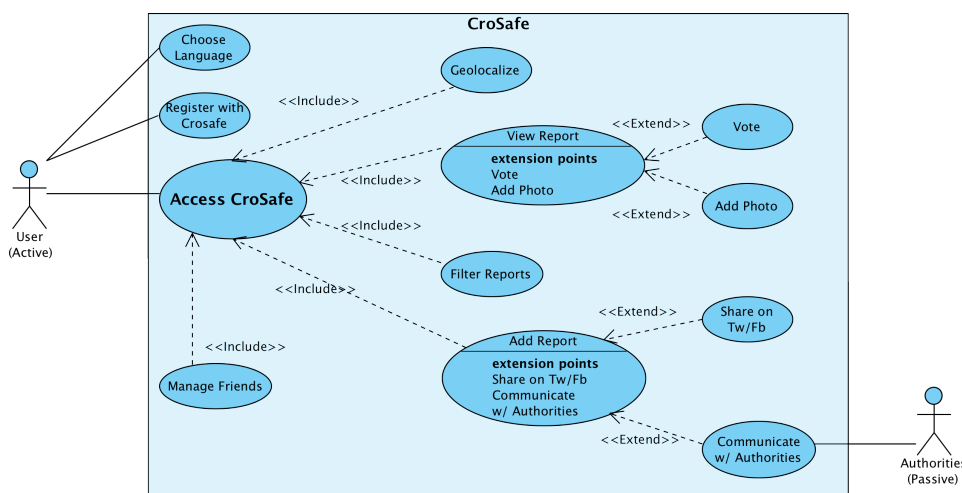 CroSafe
Choose
Language
Geolocalize
<<Include>>
Register with
Crosafe
View Report
extension points
Vote
Add Photo
<<Extend>>
Vote
<<Include>>
Access CroSafe
<<Extend>>
Add Photo
User
(Active)
<<Include>>
Filter Reports
<<Include>>
<<Extend>>
Share on
Tw/Fb
Add Report
extension points
Share on Tw/Fb
Communicate
w/ Authorities
<<Include>>
Manage Friends
<<Extend>>
Communicate
w/ Authorities
Authorities
(Passive)